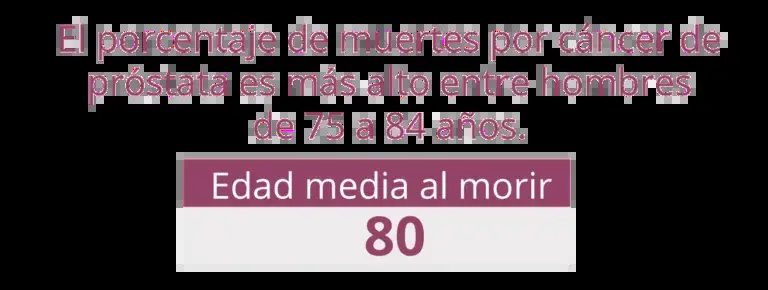 El porcentaje de muertes por cáncer de
próstata es más alto entre hombres
de 75 a 84 años.
Edad media al morir
80